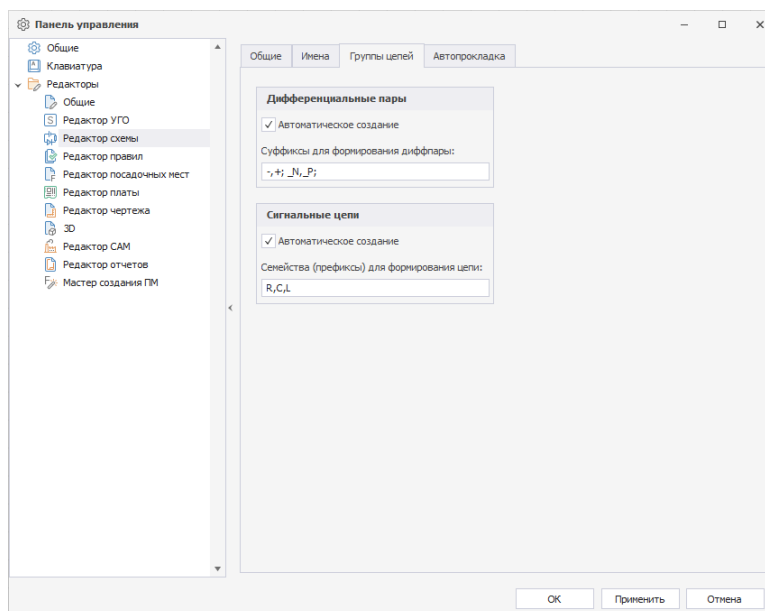 Панель управления
Общие
Клавиатура
Редакторы
Общие
Редактор УГО
Редактор схемы
Редактор правил
Редактор посадочных мест
Редактор платы
Редактор чертежа
3D
Редактор CAM
Редактор отчетов
Мастер создания ПМ
Общие Имена Группы цепей Автопрокладка
Дифференциальные пары
Автоматическое создание
Суффиксы для формирования диффпары:
-,+; _N,_P;
Сигнальные цепи
Автоматическое создание
Семейства (префиксы) для формирования цепи:
R,C,L
ОК Применить Отмена